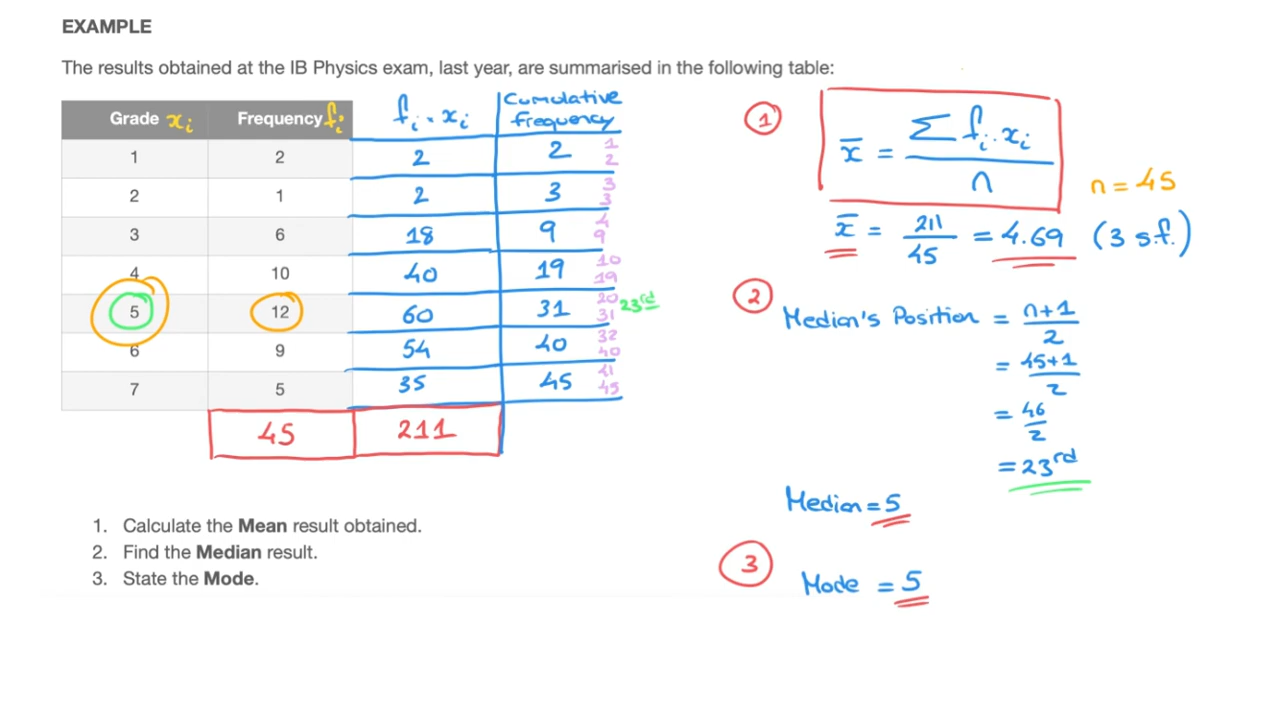 EXAMPLE
The results obtained at the IB Physics exam, last year, are summarised in the following table:
Grade xᵢ Frequency fᵢ fᵢ·xᵢ Cumulative frequency
1 2 2 2 1 2
2 1 2 3 3 3
3 6 18 9 4 9
4 10 40 19 10 19
5 12 60 31 20 31 23rd
6 9 54 40 32 40
7 5 35 45 41 45
45 211
1. Calculate the Mean result obtained.
2. Find the Median result.
3. State the Mode.
1
x̄ = Σ fᵢ·xᵢ / n
n = 45
x̄ = 211/45 = 4.69 (3 s.f.)
2
Median's Position = n+1/2
= 45+1/2
= 46/2
= 23rd
Median = 5
3
Mode = 5